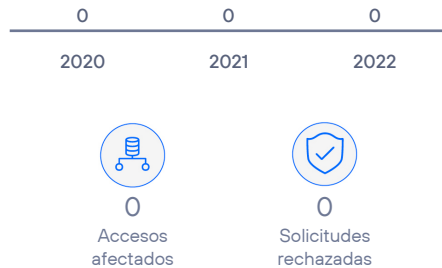 0 0 0
2020 2021 2022
0 0
Accesos Solicitudes
afectados rechazadas